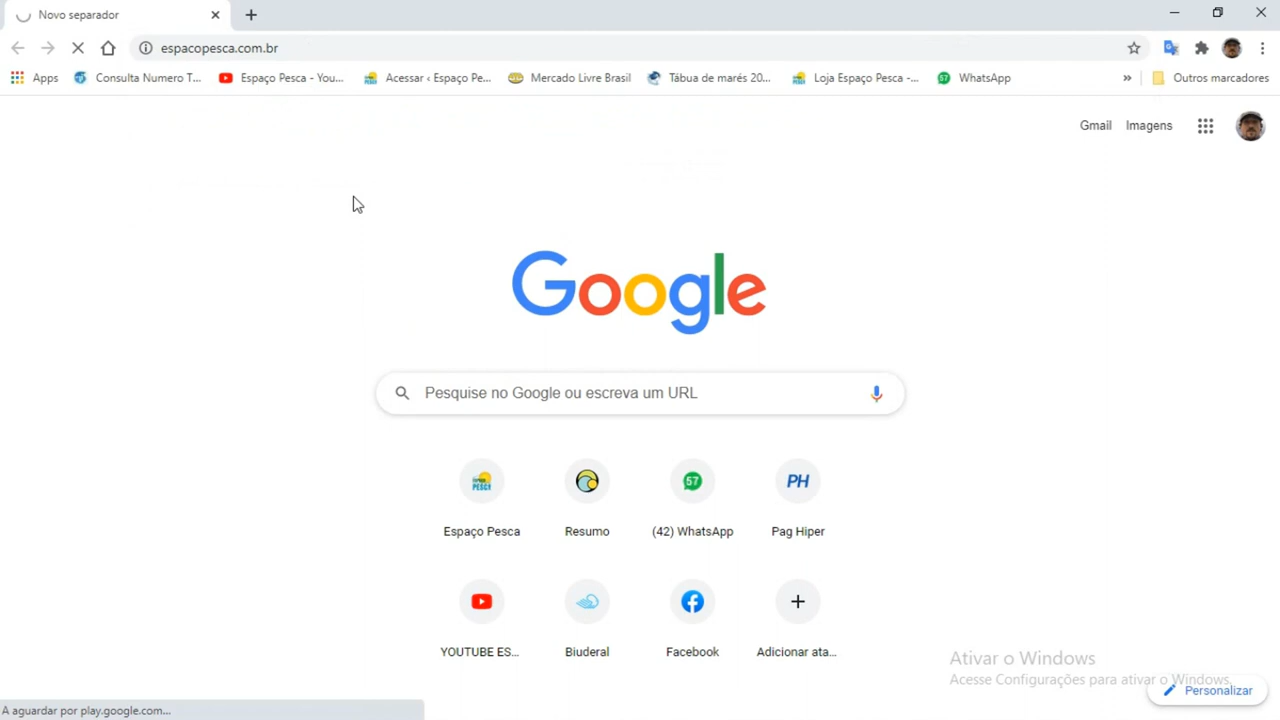 Novo separador
espacopesca.com.br
Apps
Consulta Numero T...
Espaço Pesca - You...
Acessar ‹ Espaço Pe...
Mercado Livre Brasil
Tábua de marés 20...
Loja Espaço Pesca -...
57
WhatsApp
»
Outros marcadores
Gmail
Imagens
Google
Pesquise no Google ou escreva um URL
57
PH
Espaço Pesca
Resumo
(42) WhatsApp
Pag Hiper
YOUTUBE ES...
Biuderal
Facebook
Adicionar ata...
Ativar o Windows
Acesse Configurações para ativar o Windows.
Personalizar
A aguardar por play.google.com...